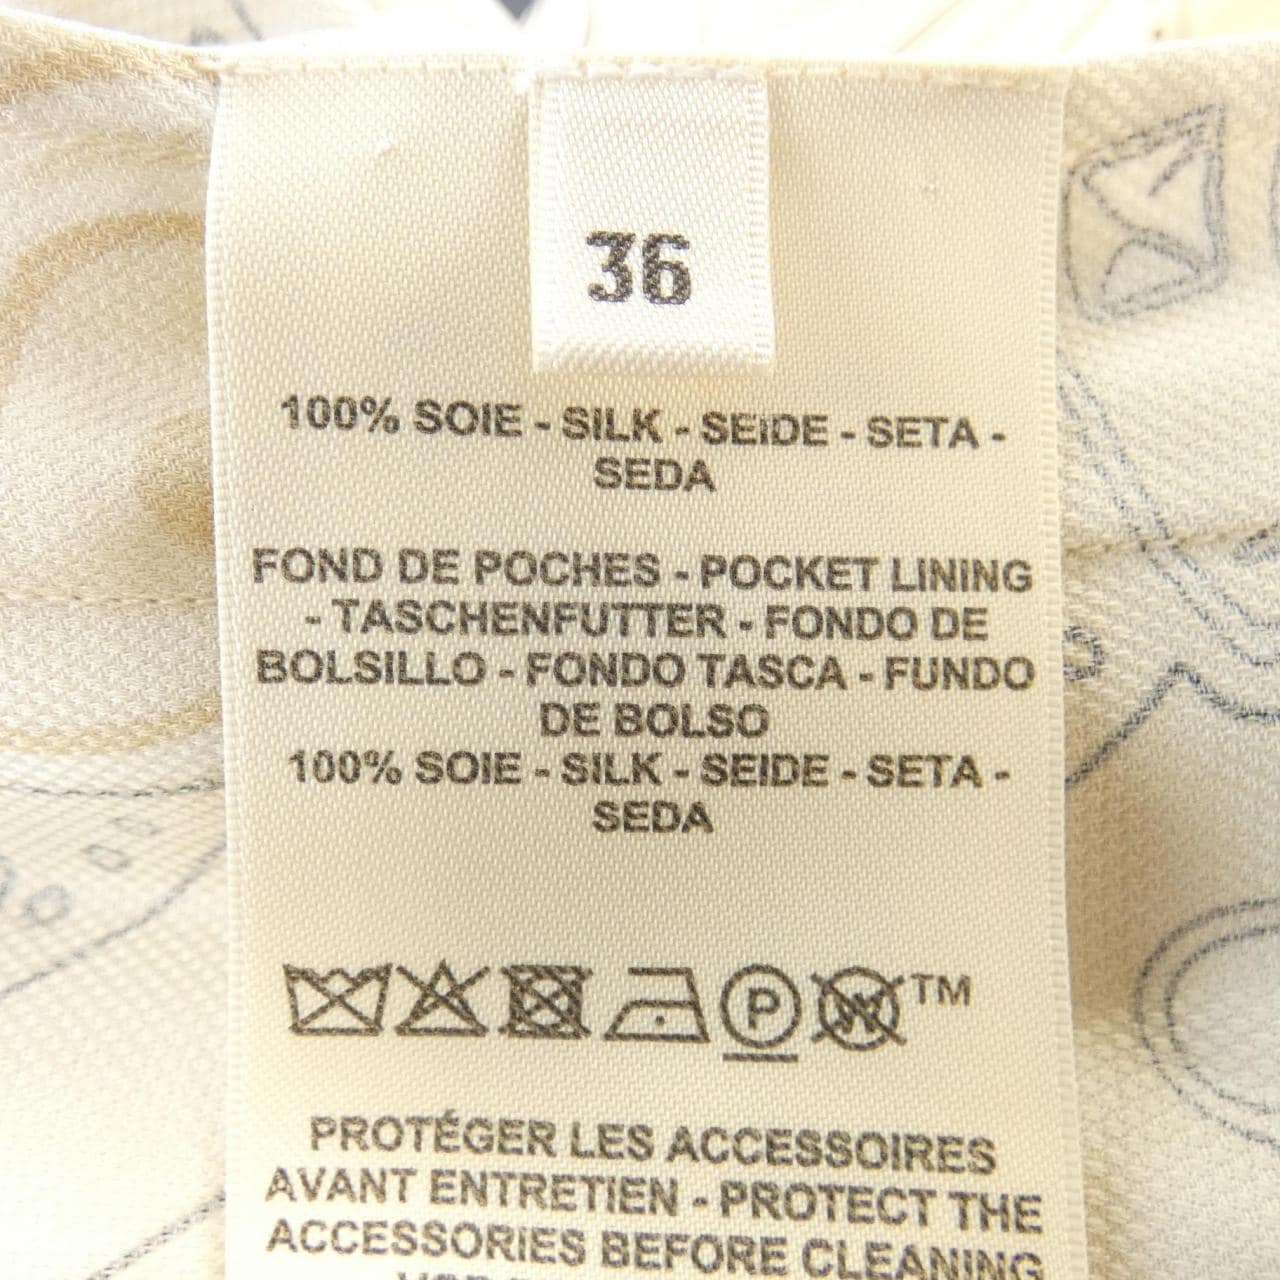 36
100% SOIE - SILK - SEIDE - SETA -
SEDA
FOND DE POCHES - POCKET LINING
- TASCHENFUTTER - FONDO DE
BOLSILLO - FONDO TASCA - FUNDO
DE BOLSO
100% SOIE - SILK - SEIDE - SETA -
SEDA
P W TM
PROTÉGER LES ACCESSOIRES
AVANT ENTRETIEN - PROTECT THE
ACCESSORIES BEFORE CLEANING